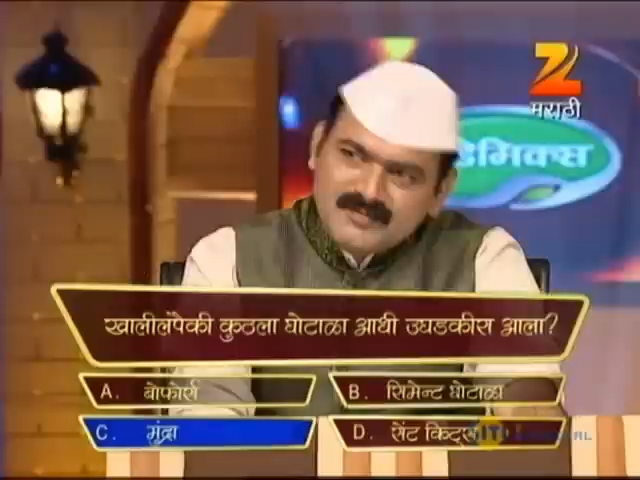 मराठी
डेमिक्स
खालीलपैकी कुठला घोटाळा आधी उघडकीस आला?
A. बोफोर्स
B. सिमेन्ट घोटाळा
C. मुंद्रा
D. सेंट किट्स